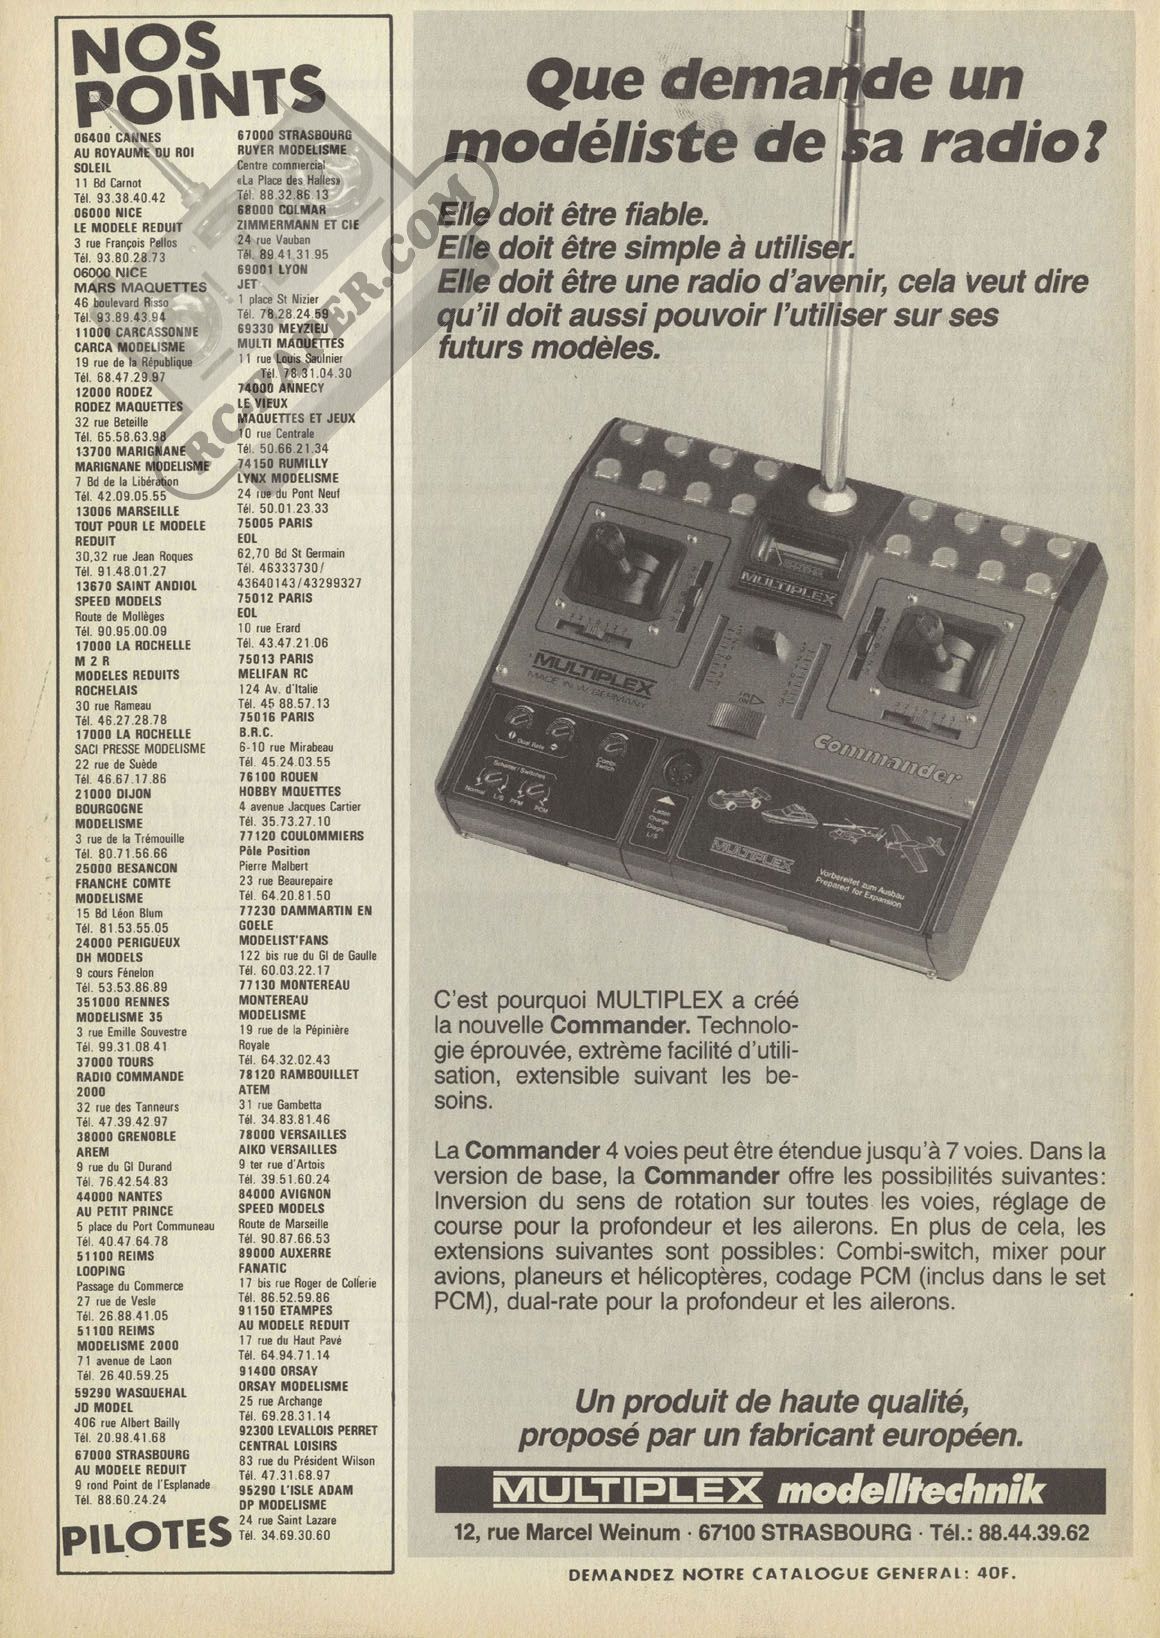 NOS
POINTS
06400 CANNES
AU ROYAUME DU ROI
SOLEIL
11 Bd Carnot
Tél. 93.38.40.42
06000 NICE
LE MODELE REDUIT
3 rue François Pellos
Tél. 93.80.28.73
06000 NICE
MARS MAQUETTES
46 boulevard Risso
Tél. 93.89.43.94
11000 CARCASSONNE
CARCA MODELISME
19 rue de la République
Tél. 68.47.29.97
12000 RODEZ
RODEZ MAQUETTES
32 rue Beteille
Tél. 65.58.63.98
13700 MARIGNANE
MARIGNANE MODELISME
7 Bd de la Libération
Tél. 42.09.05.55
13006 MARSEILLE
TOUT POUR LE MODELE
REDUIT
30,32 rue Jean Roques
Tél. 91.48.01.27
13670 SAINT ANDIOL
SPEED MODELS
Route de Mollèges
Tél. 90.95.00.09
17000 LA ROCHELLE
M 2 R
MODELES REDUITS
ROCHELAIS
30 rue Rameau
Tél. 46.27.28.78
17000 LA ROCHELLE
SACI PRESSE MODELISME
22 rue de Suède
Tél. 46.67.17.86
21000 DIJON
BOURGOGNE
MODELISME
3 rue de la Trémouille
Tél. 80.71.56.66
25000 BESANCON
FRANCHE COMTE
MODELISME
15 Bd Léon Blum
Tél. 81.53.55.05
24000 PERIGUEUX
DH MODELS
9 cours Fénelon
Tél. 53.53.86.89
351000 RENNES
MODELISME 35
3 rue Emille Souvestre
Tél. 99.31.08.41
37000 TOURS
RADIO COMMANDE
2000
32 rue des Tanneurs
Tél. 47.39.42.97
38000 GRENOBLE
AREM
9 rue du Gl Durand
Tél. 76.42.54.83
44000 NANTES
AU PETIT PRINCE
5 place du Port Communeau
Tél. 40.47.64.78
51100 REIMS
LOOPING
Passage du Commerce
27 rue de Vesle
Tél. 26.88.41.05
51100 REIMS
MODELISME 2000
71 avenue de Laon
Tél. 26.40.59.25
59290 WASQUEHAL
JD MODEL
406 rue Albert Bailly
Tél. 20.98.41.68
67000 STRASBOURG
AU MODELE REDUIT
9 rond Point de l'Esplanade
Tél. 88.60.24.24
67000 STRASBOURG
RUYER MODELISME
Centre commercial
«La Place des Halles»
Tél. 88.32.86.13
68000 COLMAR
ZIMMERMANN ET CIE
24 rue Vauban
Tél. 89.41.31.95
69001 LYON
JET
1 place St Nizier
Tél. 78.28.24.59
69330 MEYZIEU
MULTI MAQUETTES
11 rue Louis Saulnier
Tél. 78.31.04.30
74000 ANNECY
LE VIEUX
MAQUETTES ET JEUX
10 rue Centrale
Tél. 50.66.21.34
74150 RUMILLY
LYNX MODELISME
24 rue du Pont Neuf
Tél. 50.01.23.33
75005 PARIS
EOL
62,70 Bd St Germain
Tél. 46333730/
43640143/43299327
75012 PARIS
EOL
10 rue Erard
Tél. 43.47.21.06
75013 PARIS
MELIFAN RC
124 Av. d'Italie
Tél. 45 88.57.13
75016 PARIS
B.R.C.
6-10 rue Mirabeau
Tél. 45.24.03.55
76100 ROUEN
HOBBY MQUETTES
4 avenue Jacques Cartier
Tél. 35.73.27.10
77120 COULOMMIERS
Pôle Position
Pierre Malbert
23 rue Beaurepaire
Tél. 64.20.81.50
77230 DAMMARTIN EN
GOELE
MODELIST'FANS
122 bis rue du Gl de Gaulle
Tél. 60.03.22.17
77130 MONTEREAU
MONTEREAU
MODELISME
19 rue de la Pépinière
Royale
Tél. 64.32.02.43
78120 RAMBOUILLET
ATEM
31 rue Gambetta
Tél. 34.83.81.46
78000 VERSAILLES
AIKO VERSAILLES
9 ter rue d'Artois
Tél. 39.51.60.24
84000 AVIGNON
SPEED MODELS
Route de Marseille
Tél. 90.87.66.53
89000 AUXERRE
FANATIC
17 bis rue Roger de Collerie
Tél. 86.52.59.86
91150 ETAMPES
AU MODELE REDUIT
17 rue du Haut Pavé
Tél. 64.94.71.14
91400 ORSAY
ORSAY MODELISME
25 rue Archange
Tél. 69.28.31.14
92300 LEVALLOIS PERRET
CENTRAL LOISIRS
83 rue du Président Wilson
Tél. 47.31.68.97
95290 L'ISLE ADAM
DP MODELISME
24 rue Saint Lazare
Tél. 34.69.30.60
PILOTES
RC-TAPER.COM
Que demande un
modéliste de sa radio?
Elle doit être fiable.
Elle doit être simple à utiliser.
Elle doit être une radio d'avenir, cela veut dire
qu'il doit aussi pouvoir l'utiliser sur ses
futurs modèles.
MULTIPLEX
MULTIPLEX
MADE IN W. GERMANY
Commander
Dual Rate
Combi
Switch
Schalter / Switches
Normal L/S PPM PCM
Laden
Charge
Diagn.
L/S
MULTIPLEX
Vorbereitet zum Ausbau
Prepared for Expansion
C'est pourquoi MULTIPLEX a créé
la nouvelle Commander. Technolo-
gie éprouvée, extrème facilité d'utili-
sation, extensible suivant les be-
soins.
La Commander 4 voies peut être étendue jusqu'à 7 voies. Dans la
version de base, la Commander offre les possibilités suivantes:
Inversion du sens de rotation sur toutes les voies, réglage de
course pour la profondeur et les ailerons. En plus de cela, les
extensions suivantes sont possibles: Combi-switch, mixer pour
avions, planeurs et hélicoptères, codage PCM (inclus dans le set
PCM), dual-rate pour la profondeur et les ailerons.
Un produit de haute qualité,
proposé par un fabricant européen.
MULTIPLEX modelltechnik
12, rue Marcel Weinum · 67100 STRASBOURG · Tél.: 88.44.39.62
DEMANDEZ NOTRE CATALOGUE GENERAL: 40F.